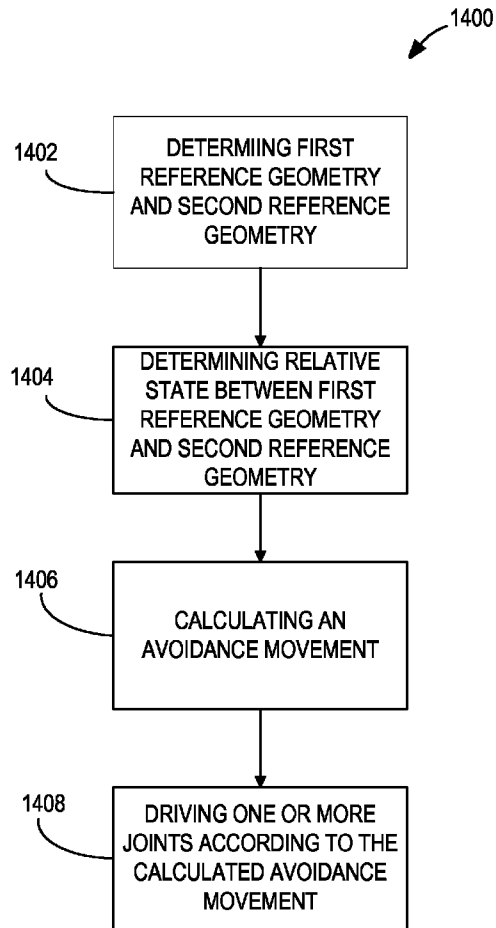 1400
1402
DETERMIING FIRST
REFERENCE GEOMETRY
AND SECOND REFERENCE
GEOMETRY
1404
DETERMINING RELATIVE
STATE BETWEEN FIRST
REFERENCE GEOMETRY
AND SECOND REFERENCE
GEOMETRY
1406
CALCULATING AN
AVOIDANCE MOVEMENT
1408
DRIVING ONE OR MORE
JOINTS ACCORDING TO THE
CALCULATED AVOIDANCE
MOVEMENT